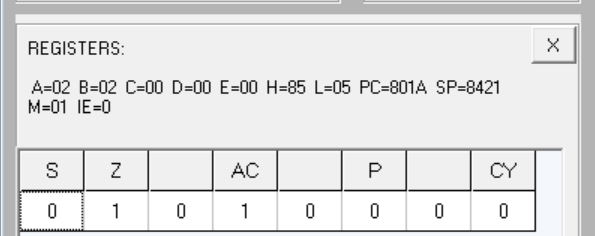 REGISTERS:
X
A=02 B=02 C=00 D=00 E=00 H=85 L=05 PC=801A SP=8421
M=01 IE=0
S Z AC P CY
0 1 0 1 0 0 0 0